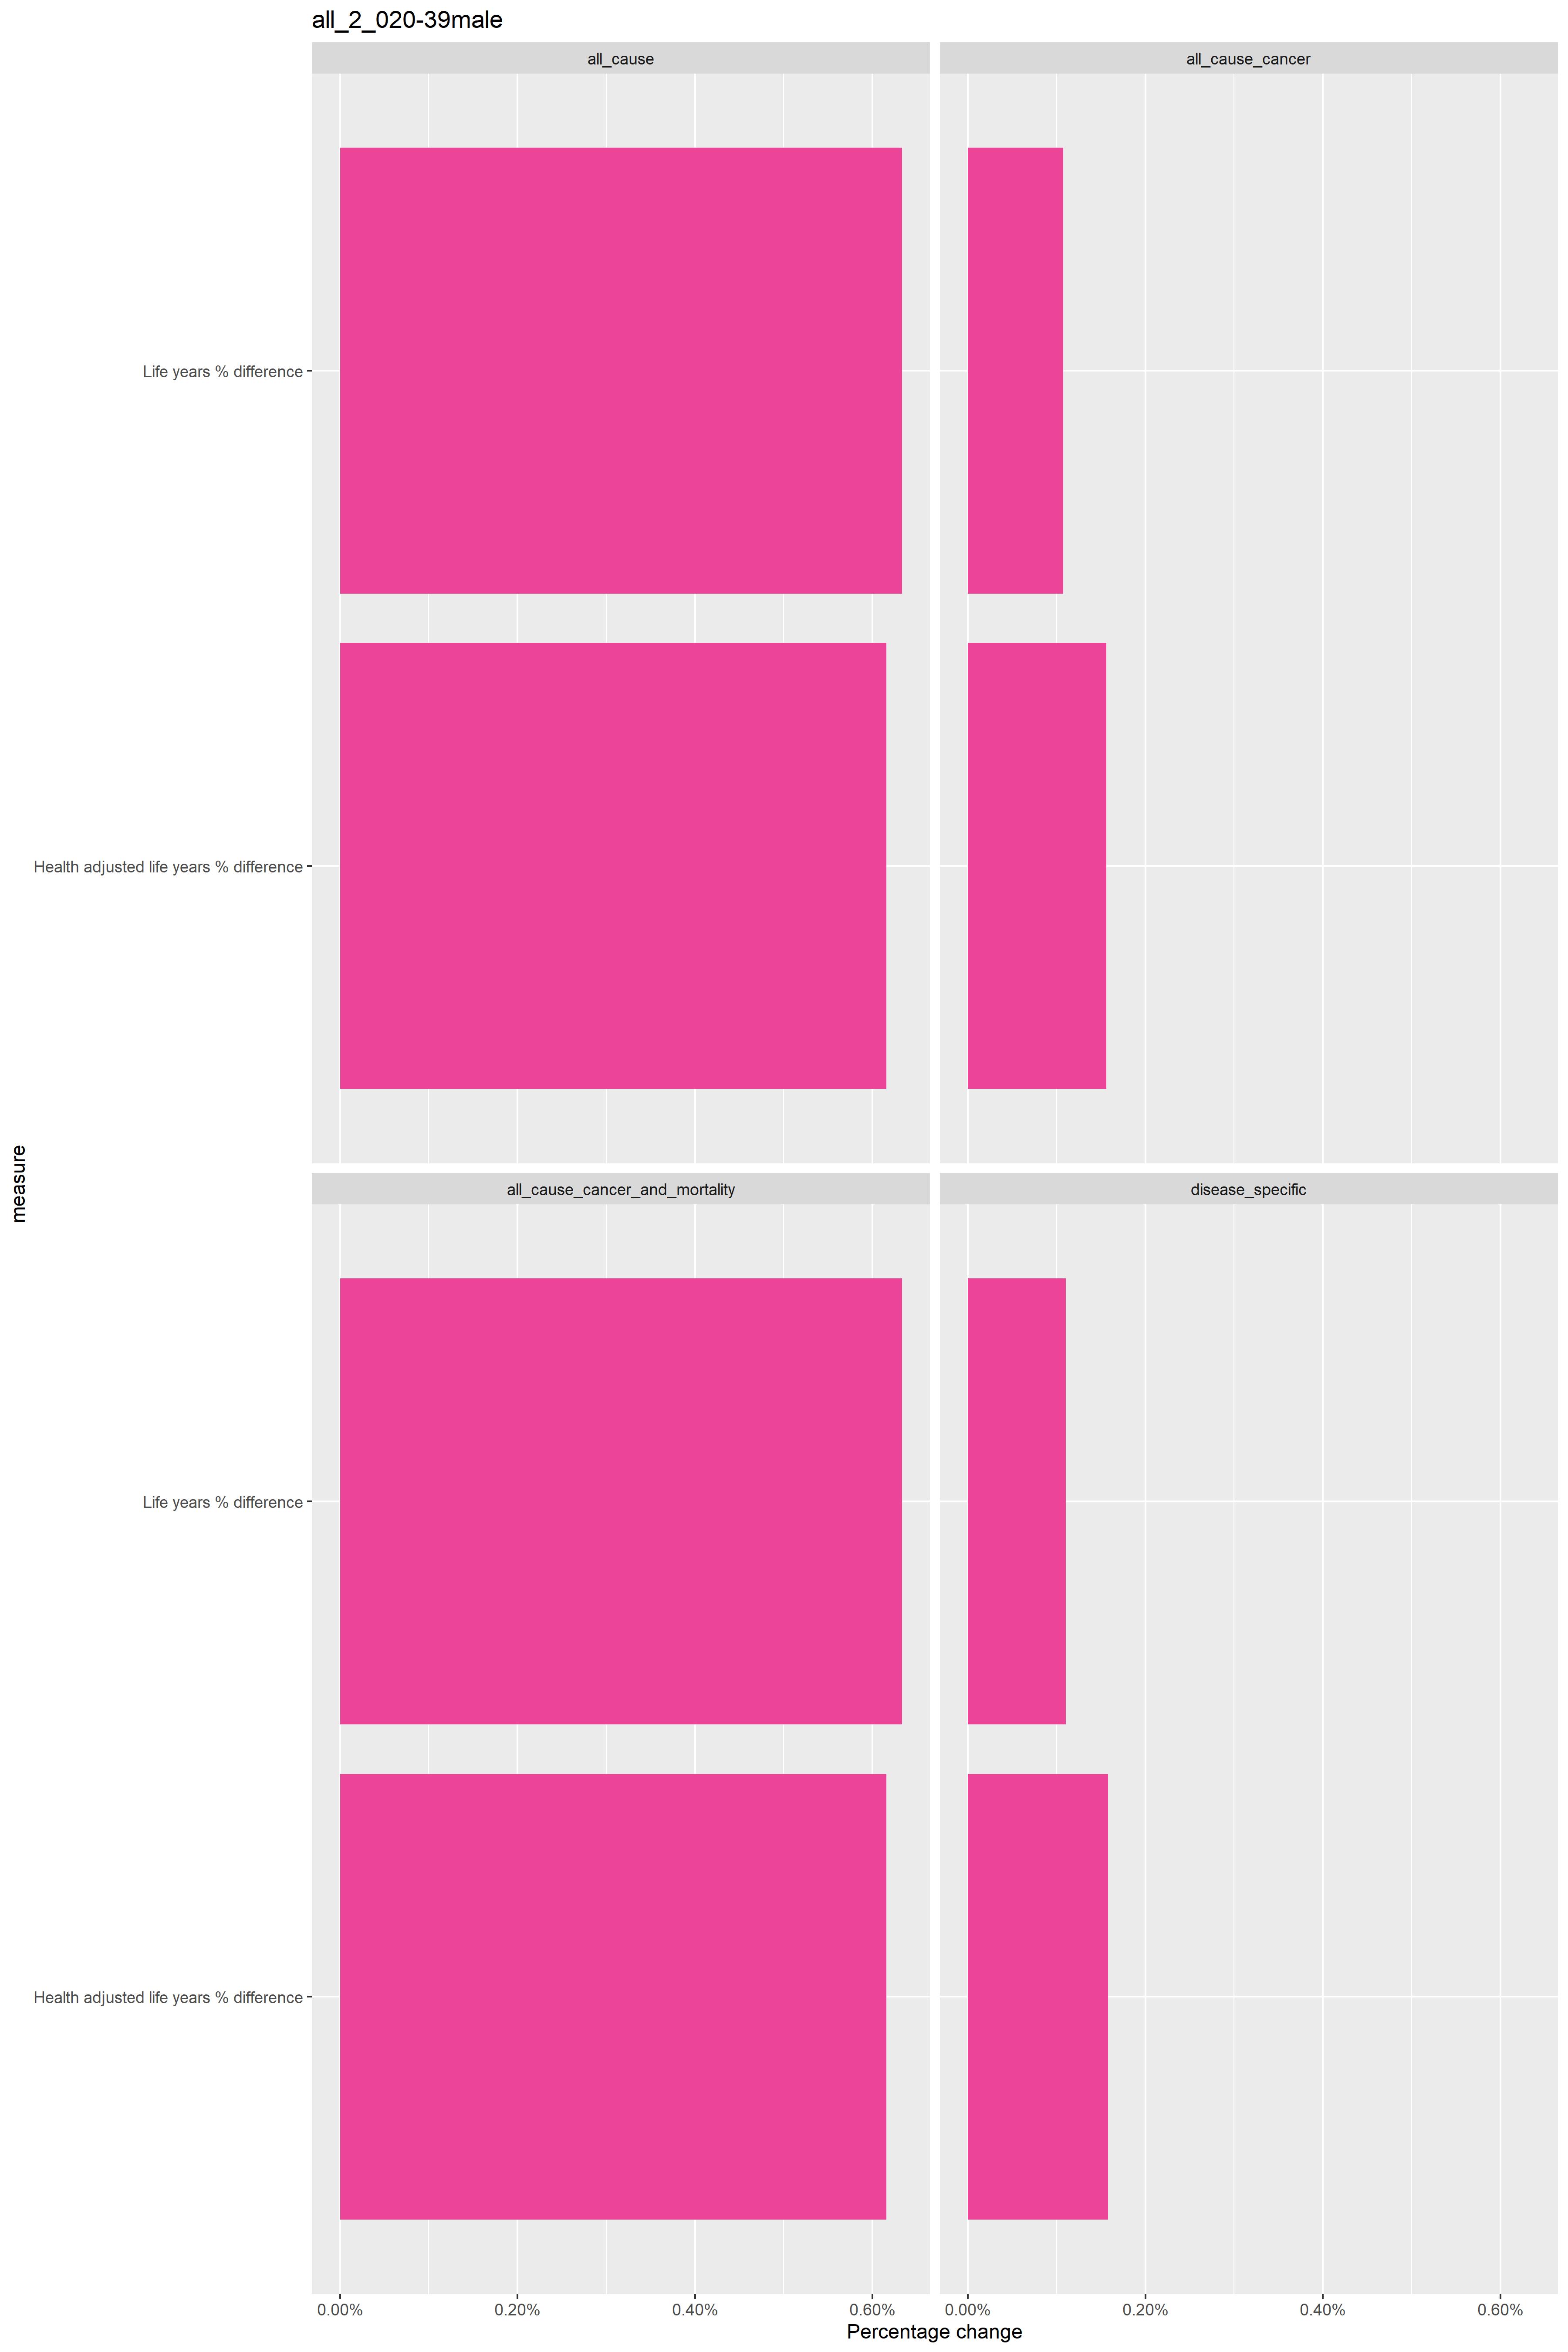 all_2_020-39male
all_cause
all_cause_cancer
Life years % difference
Health adjusted life years % difference
measure
all_cause_cancer_and_mortality
disease_specific
Life years % difference
Health adjusted life years % difference
0.00% 0.20% 0.40% 0.60%
0.00% 0.20% 0.40% 0.60%
Percentage change